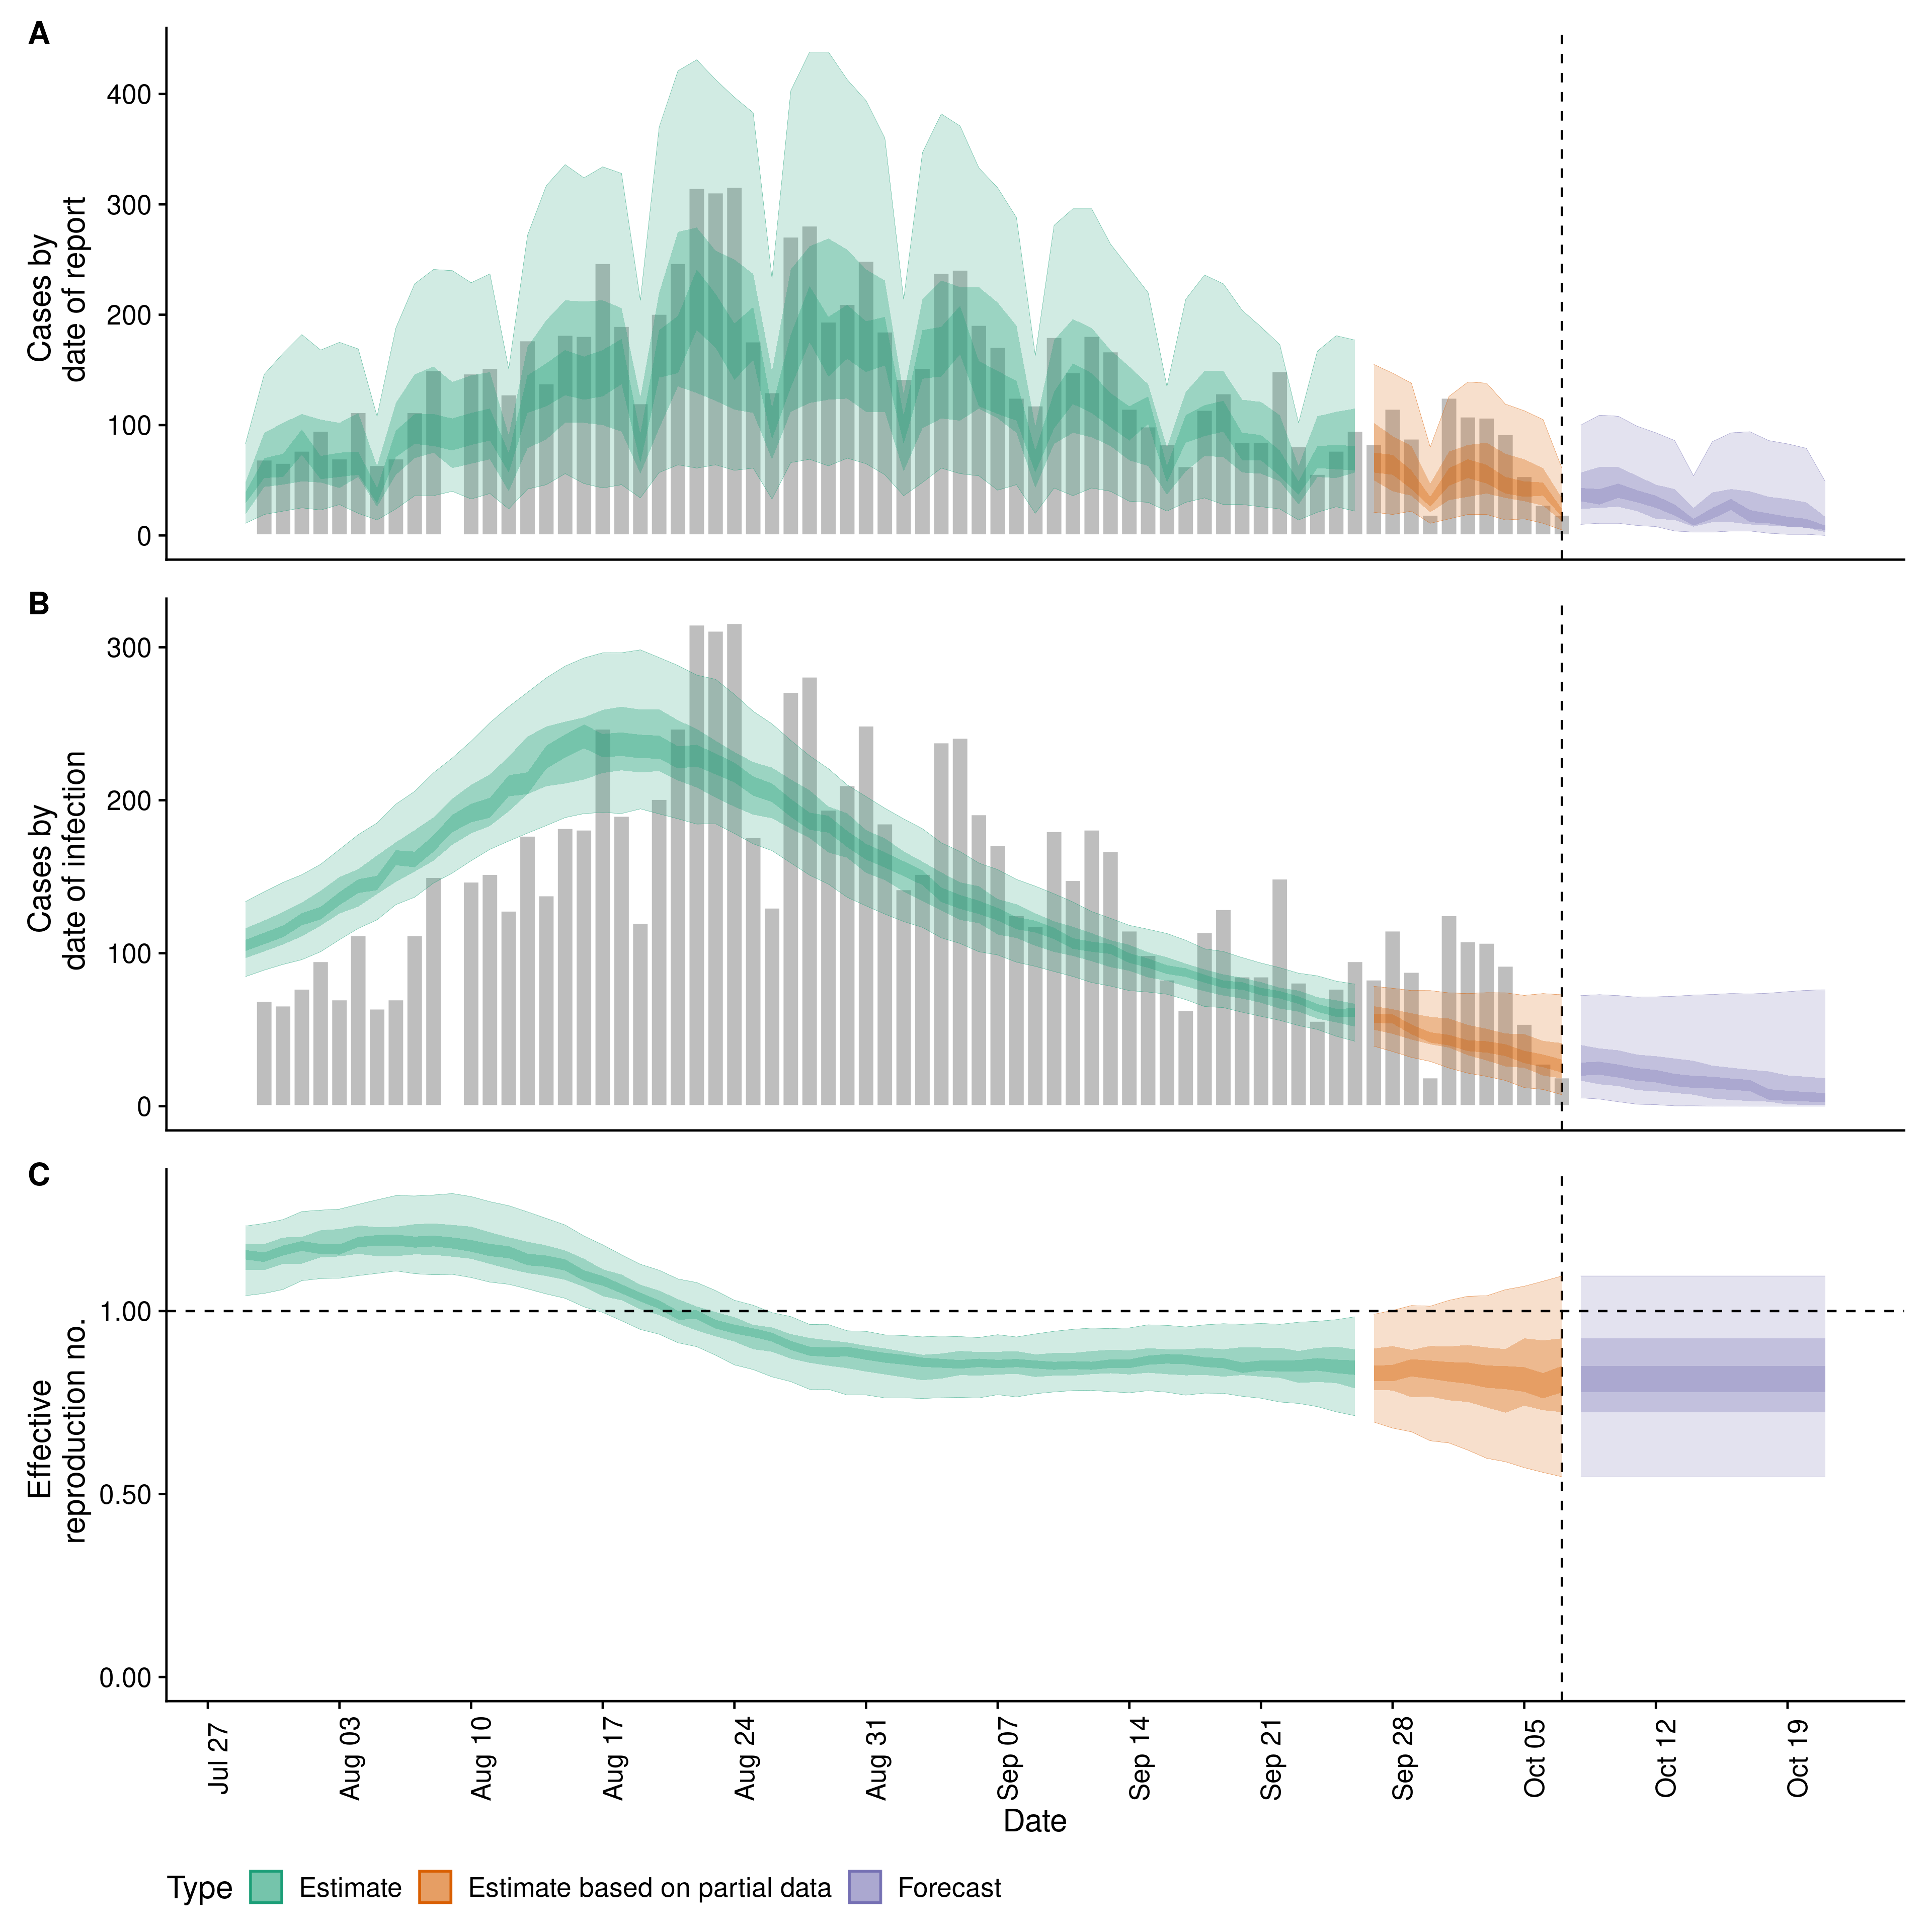 A
Cases by
date of report
400
300
200
100
0
B
Cases by
date of infection
300
200
100
0
C
Effective
reproduction no.
1.00
0.50
0.00
Jul 27
Aug 03
Aug 10
Aug 17
Aug 24
Aug 31
Sep 07
Sep 14
Sep 21
Sep 28
Oct 05
Oct 12
Oct 19
Date
Type Estimate Estimate based on partial data Forecast